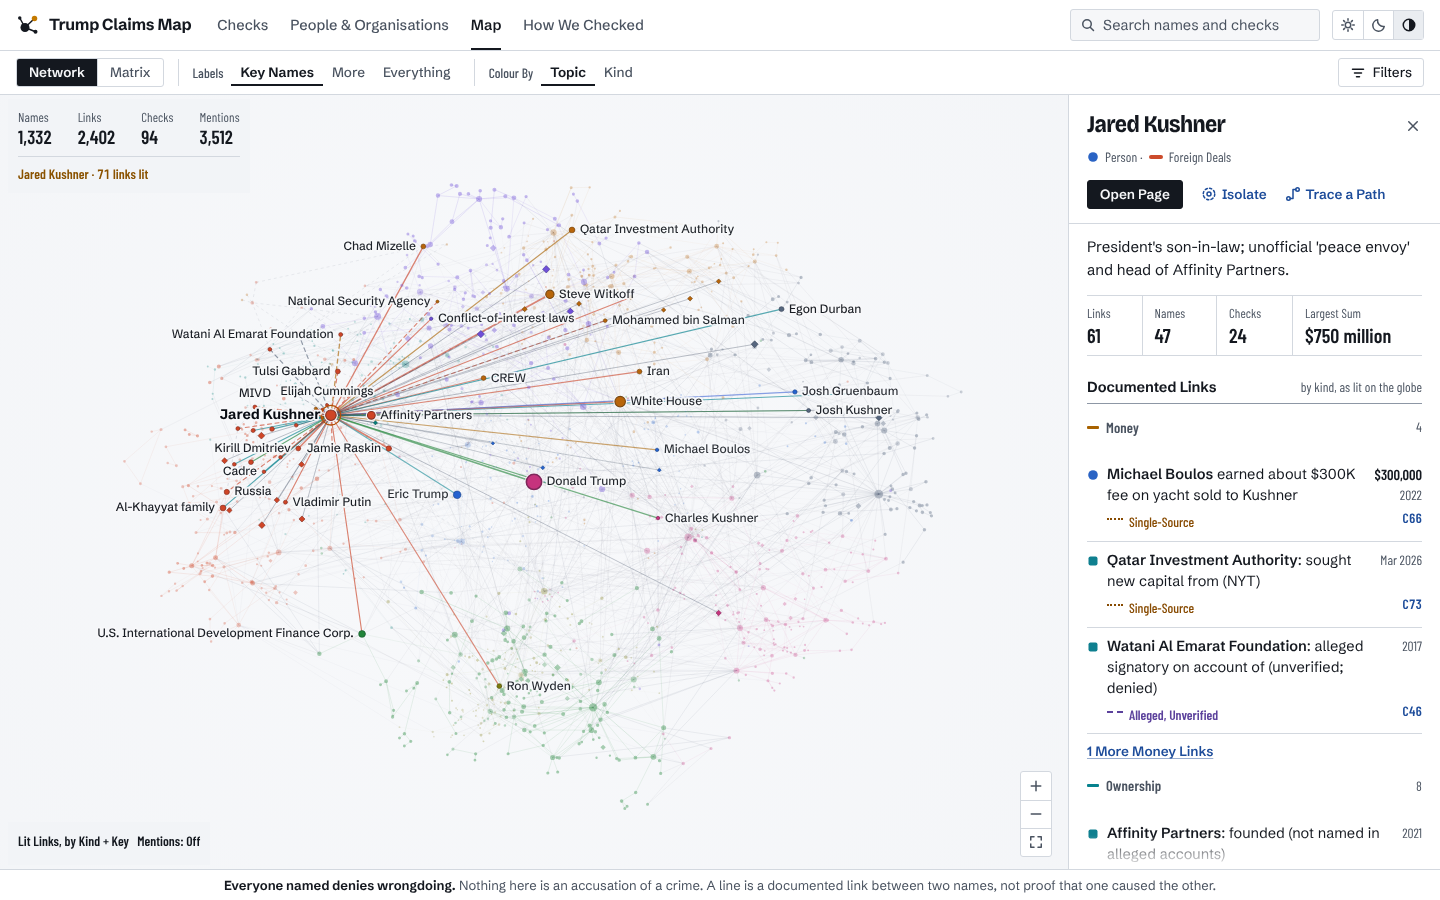 Trump Claims Map
Checks
People & Organisations
Map
How We Checked
Search names and checks
Network
Matrix
Labels
Key Names
More
Everything
Colour By
Topic
Kind
Filters
Names
Links
Checks
Mentions
1,332
2,402
94
3,512
Jared Kushner · 71 links lit
Qatar Investment Authority
Chad Mizelle
Steve Witkoff
National Security Agency
Egon Durban
Conflict-of-interest laws
Mohammed bin Salman
Watani Al Emarat Foundation
Tulsi Gabbard
Iran
CREW
MIVD
Elijah Cummings
Josh Gruenbaum
White House
Josh Kushner
Jared Kushner
Affinity Partners
Kirill Dmitriev
Jamie Raskin
Michael Boulos
Cadre
Donald Trump
Russia
Eric Trump
Vladimir Putin
Al-Khayyat family
Charles Kushner
U.S. International Development Finance Corp.
Ron Wyden
Lit Links, by Kind + Key
Mentions: Off
Jared Kushner
Person ·
Foreign Deals
Open Page
Isolate
Trace a Path
President's son-in-law; unofficial 'peace envoy'
and head of Affinity Partners.
Links
Names
Checks
Largest Sum
61
47
24
$750 million
Documented Links
by kind, as lit on the globe
Money
4
Michael Boulos earned about $300K
fee on yacht sold to Kushner
$300,000
2022
Single-Source
C66
Qatar Investment Authority: sought
new capital from (NYT)
Mar 2026
Single-Source
C73
Watani Al Emarat Foundation: alleged
signatory on account of (unverified;
denied)
2017
Alleged, Unverified
C46
1 More Money Links
Ownership
8
Affinity Partners: founded (not named in
alleged accounts)
2021
Everyone named denies wrongdoing. Nothing here is an accusation of a crime. A line is a documented link between two names, not proof that one caused the other.